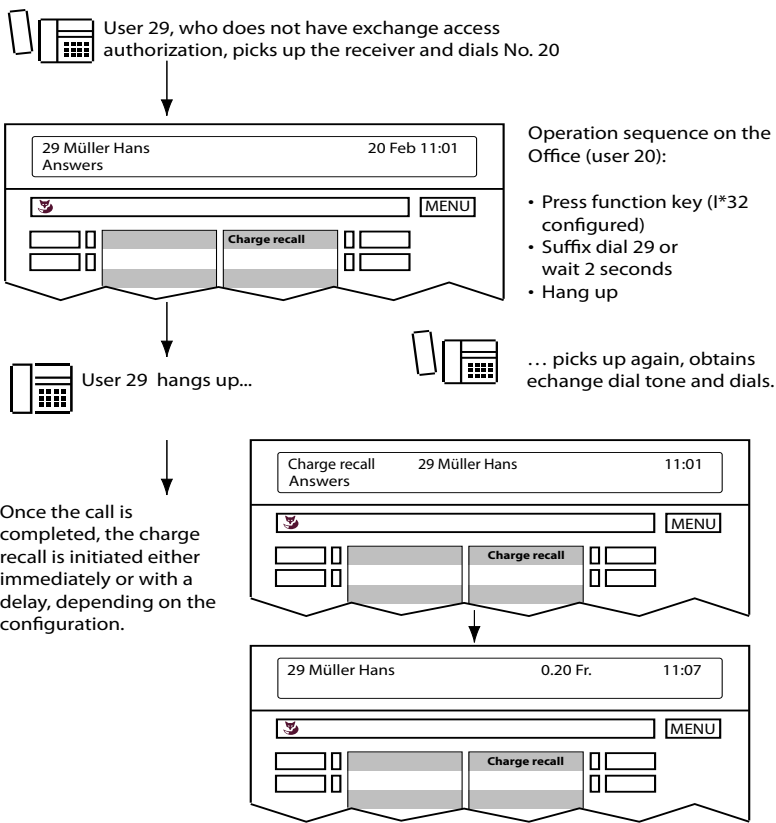 User 29, who does not have exchange access
authorization, picks up the receiver and dials No. 20
29 Müller Hans 20 Feb 11:01
Answers
MENU
Charge recall
Operation sequence on the
Office (user 20):
• Press function key (I*32
configured)
• Suffix dial 29 or
wait 2 seconds
• Hang up
User 29 hangs up...
… picks up again, obtains
echange dial tone and dials.
Once the call is
completed, the charge
recall is initiated either
immediately or with a
delay, depending on the
configuration.
Charge recall 29 Müller Hans 11:01
Answers
MENU
Charge recall
29 Müller Hans 0.20 Fr. 11:07
MENU
Charge recall